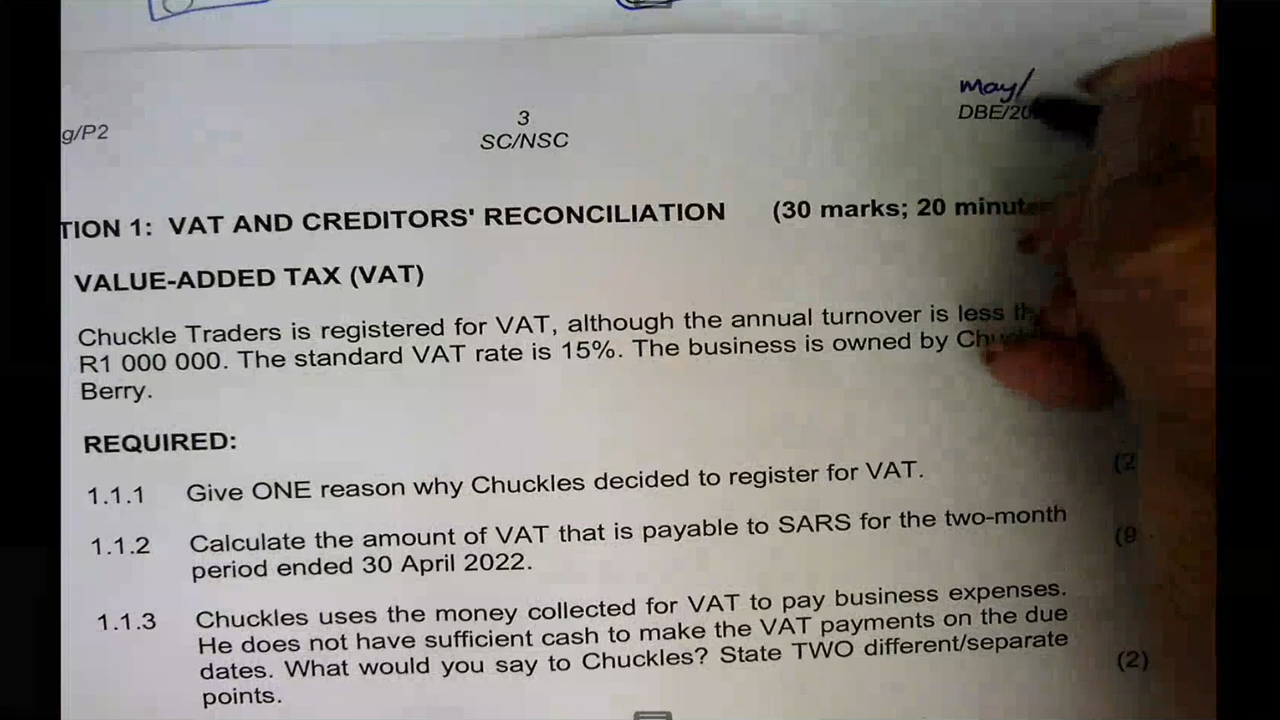 may/
3
DBE/20
g/P2
SC/NSC
TION 1: VAT AND CREDITORS' RECONCILIATION (30 marks; 20 minute
VALUE-ADDED TAX (VAT)
Chuckle Traders is registered for VAT, although the annual turnover is less
R1 000 000. The standard VAT rate is 15%. The business is owned by
Berry.
REQUIRED:
1.1.1 Give ONE reason why Chuckles decided to register for VAT. (2
1.1.2 Calculate the amount of VAT that is payable to SARS for the two-month (9
period ended 30 April 2022.
1.1.3 Chuckles uses the money collected for VAT to pay business expenses.
He does not have sufficient cash to make the VAT payments on the due
dates. What would you say to Chuckles? State TWO different/separate
points. (2)